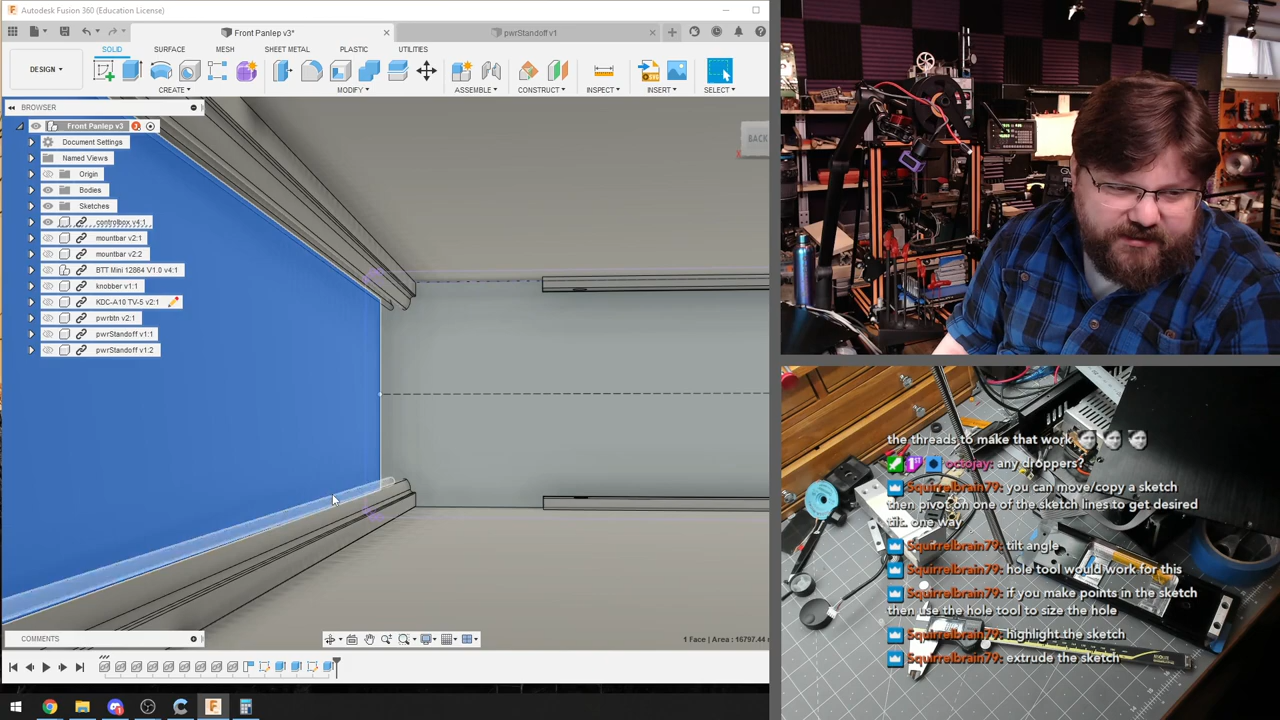 Autodesk Fusion 360 (Education License)
Front Panlep v3*
pwrStandoff v1
DESIGN
SOLID SURFACE MESH SHEET METAL PLASTIC UTILITIES
CREATE MODIFY ASSEMBLE CONSTRUCT INSPECT INSERT SELECT
BROWSER
Front Panlep v3
Document Settings
Named Views
Origin
Bodies
Sketches
controlbox v4:1
mountbar v2:1
mountbar v2:2
BTT Mini 12864 V1.0 v4:1
knobber v1:1
KDC-A10 TV-5 v2:1
pwrbtn v2:1
pwrStandoff v1:1
pwrStandoff v1:2
BACK
COMMENTS
1 Face | Area : 16797.44 m
the threads to make that work
octojay: any droppers?
Squirrelbrain79: you can move/copy a sketch
then pivot on one of the sketch lines to get desired
tilt. one way
Squirrelbrain79: tilt angle
Squirrelbrain79: hole tool would work for this
Squirrelbrain79: if you make points in the sketch
then use the hole tool to size the hole
Squirrelbrain79: highlight the sketch
Squirrelbrain79: extrude the sketch